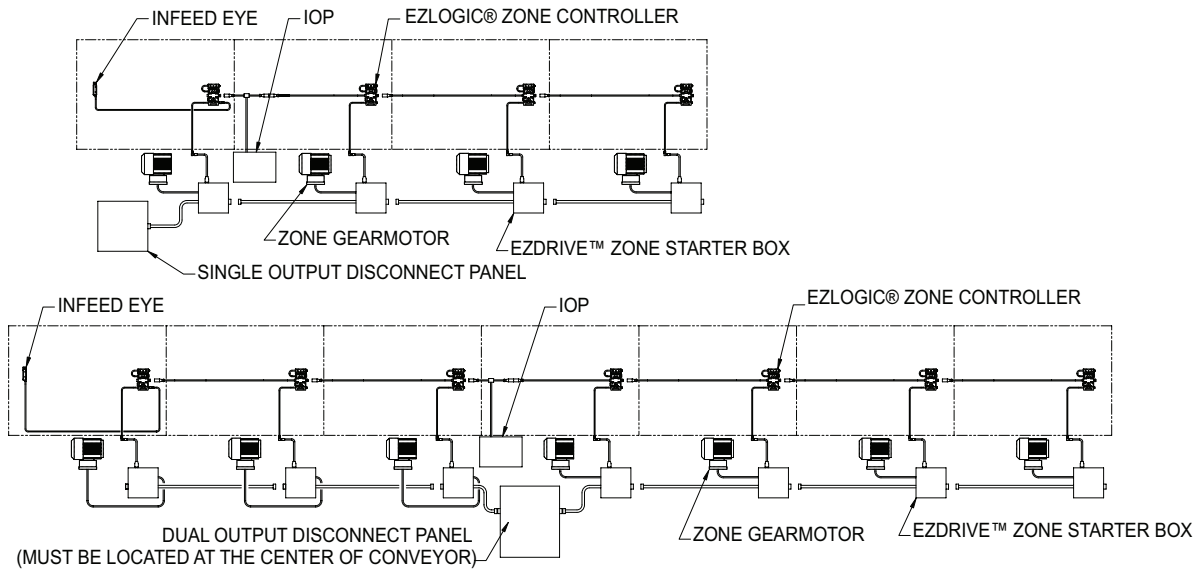 INFEED EYE
IOP
EZLOGIC® ZONE CONTROLLER
ZONE GEARMOTOR
EZDRIVE™ ZONE STARTER BOX
SINGLE OUTPUT DISCONNECT PANEL
INFEED EYE
IOP
EZLOGIC® ZONE CONTROLLER
DUAL OUTPUT DISCONNECT PANEL
(MUST BE LOCATED AT THE CENTER OF CONVEYOR)
ZONE GEARMOTOR
EZDRIVE™ ZONE STARTER BOX